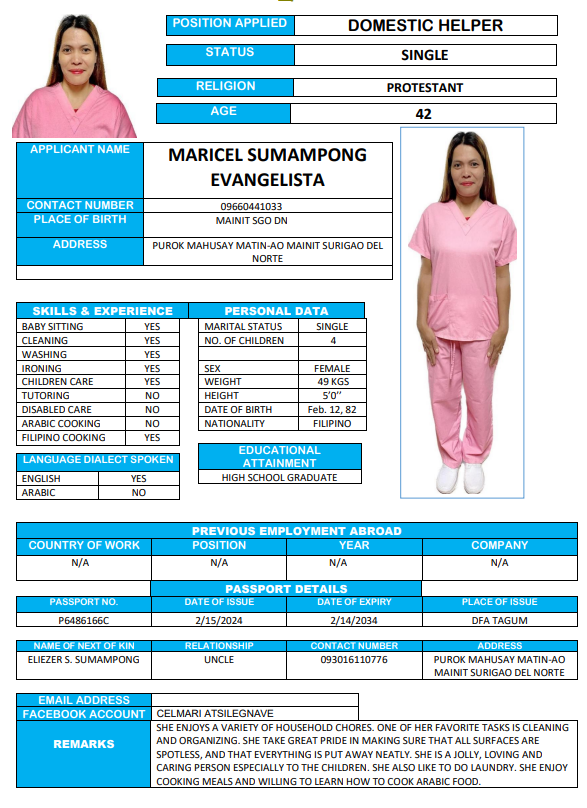 POSITION APPLIED DOMESTIC HELPER
STATUS SINGLE
RELIGION PROTESTANT
AGE 42
APPLICANT NAME MARICEL SUMAMPONG
EVANGELISTA
CONTACT NUMBER 09660441033
PLACE OF BIRTH MAINIT SGO DN
ADDRESS PUROK MAHUSAY MATIN-AO MAINIT SURIGAO DEL
NORTE
SKILLS & EXPERIENCE PERSONAL DATA
BABY SITTING YES MARITAL STATUS SINGLE
CLEANING YES NO. OF CHILDREN 4
WASHING YES
IRONING YES SEX FEMALE
CHILDREN CARE YES WEIGHT 49 KGS
TUTORING NO HEIGHT 5'0''
DISABLED CARE NO DATE OF BIRTH Feb. 12, 82
ARABIC COOKING NO NATIONALITY FILIPINO
FILIPINO COOKING YES
LANGUAGE DIALECT SPOKEN
ENGLISH YES
ARABIC NO
EDUCATIONAL
ATTAINMENT
HIGH SCHOOL GRADUATE
PREVIOUS EMPLOYMENT ABROAD
COUNTRY OF WORK POSITION YEAR COMPANY
N/A N/A N/A N/A
PASSPORT DETAILS
PASSPORT NO. DATE OF ISSUE DATE OF EXPIRY PLACE OF ISSUE
P6486166C 2/15/2024 2/14/2034 DFA TAGUM
NAME OF NEXT OF KIN RELATIONSHIP CONTACT NUMBER ADDRESS
ELIEZER S. SUMAMPONG UNCLE 093016110776 PUROK MAHUSAY MATIN-AO
MAINIT SURIGAO DEL NORTE
EMAIL ADDRESS
FACEBOOK ACCOUNT CELMARI ATSILEGNAVE
REMARKS
SHE ENJOYS A VARIETY OF HOUSEHOLD CHORES. ONE OF HER FAVORITE TASKS IS CLEANING
AND ORGANIZING. SHE TAKE GREAT PRIDE IN MAKING SURE THAT ALL SURFACES ARE
SPOTLESS, AND THAT EVERYTHING IS PUT AWAY NEATLY. SHE IS A JOLLY, LOVING AND
CARING PERSON ESPECIALLY TO THE CHILDREN. SHE ALSO LIKE TO DO LAUNDRY. SHE ENJOY
COOKING MEALS AND WILLING TO LEARN HOW TO COOK ARABIC FOOD.